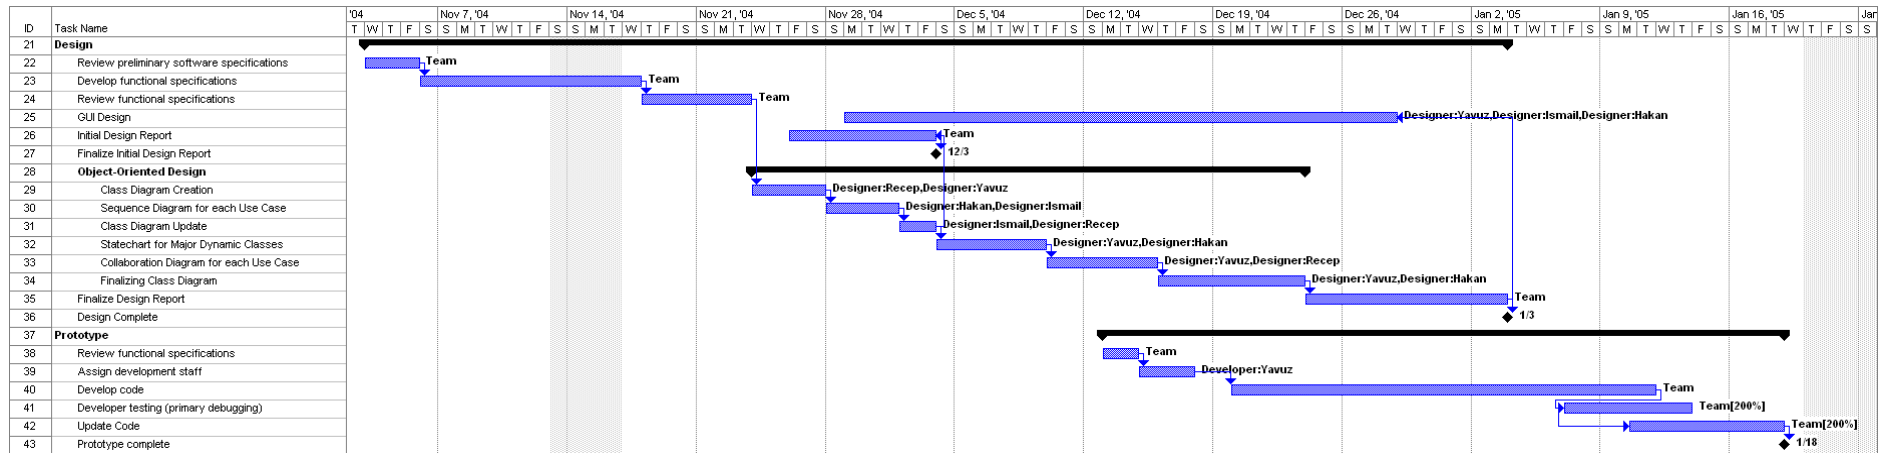 '04 Nov 7, '04 Nov 14, '04 Nov 21, '04 Nov 28, '04 Dec 5, '04 Dec 12, '04 Dec 19, '04 Dec 26, '04 Jan 2, '05 Jan 9, '05 Jan 16, '05 Jan
ID Task Name T W T F S S M T W T F S S M T W T F S S M T W T F S S M T W T F S S M T W T F S S M T W T F S S M T W T F S S M T W T F S S M T W T F S S M T W T F S S M T W T F S S M T W T F S S
21 Design
22 Review preliminary software specifications Team
23 Develop functional specifications Team
24 Review functional specifications Team
25 GUI Design Designer:Yavuz,Designer:Ismail,Designer:Hakan
26 Initial Design Report Team
27 Finalize Initial Design Report 12/3
28 Object-Oriented Design
29 Class Diagram Creation Designer:Recep,Designer:Yavuz
30 Sequence Diagram for each Use Case Designer:Hakan,Designer:Ismail
31 Class Diagram Update Designer:Ismail,Designer:Recep
32 Statechart for Major Dynamic Classes Designer:Yavuz,Designer:Hakan
33 Collaboration Diagram for each Use Case Designer:Yavuz,Designer:Recep
34 Finalizing Class Diagram Designer:Yavuz,Designer:Hakan
35 Finalize Design Report Team
36 Design Complete 1/3
37 Prototype
38 Review functional specifications Team
39 Assign development staff Developer:Yavuz
40 Develop code Team
41 Developer testing (primary debugging) Team[200%]
42 Update Code Team[200%]
43 Prototype complete 1/18